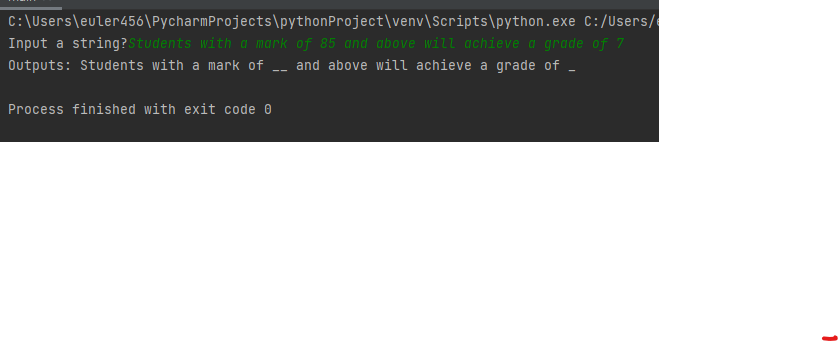 C:\Users\euler456\PycharmProjects\pythonProject\venv\Scripts\python.exe C:/Users/e
Input a string?Students with a mark of 85 and above will achieve a grade of 7
Outputs: Students with a mark of __ and above will achieve a grade of _
Process finished with exit code 0